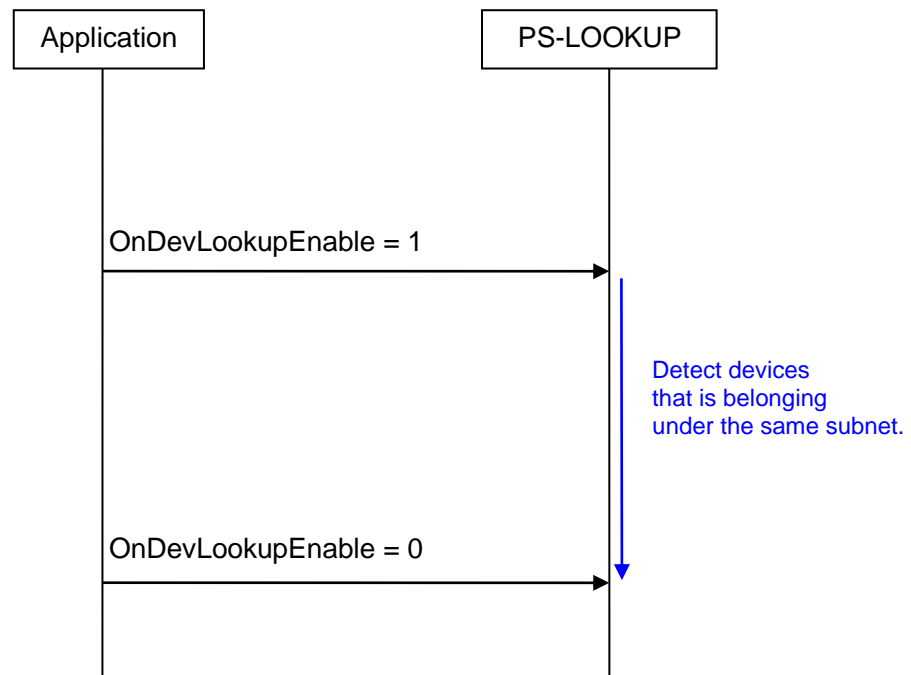 Application
PS-LOOKUP
OnDevLookupEnable = 1
Detect devices
that is belonging
under the same subnet.
OnDevLookupEnable = 0